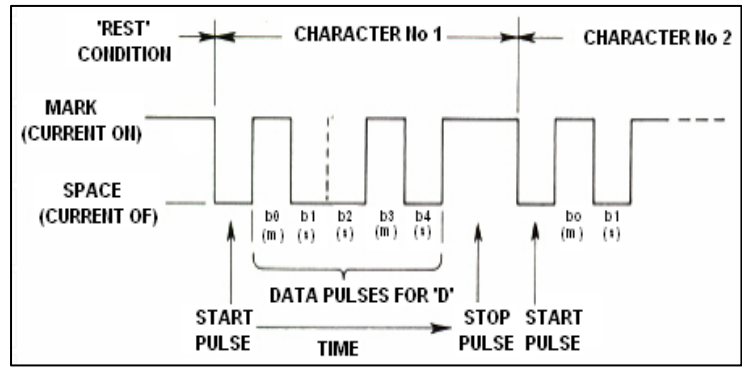 'REST'
CONDITION
CHARACTER No 1
CHARACTER No 2
MARK
(CURRENT ON)
SPACE
(CURRENT OF)
b0 b1 b2 b3 b4 bo b1
(m) (s) (s) (m) (s) (m) (s)
DATA PULSES FOR 'D'
START
PULSE
TIME
STOP
PULSE
START
PULSE